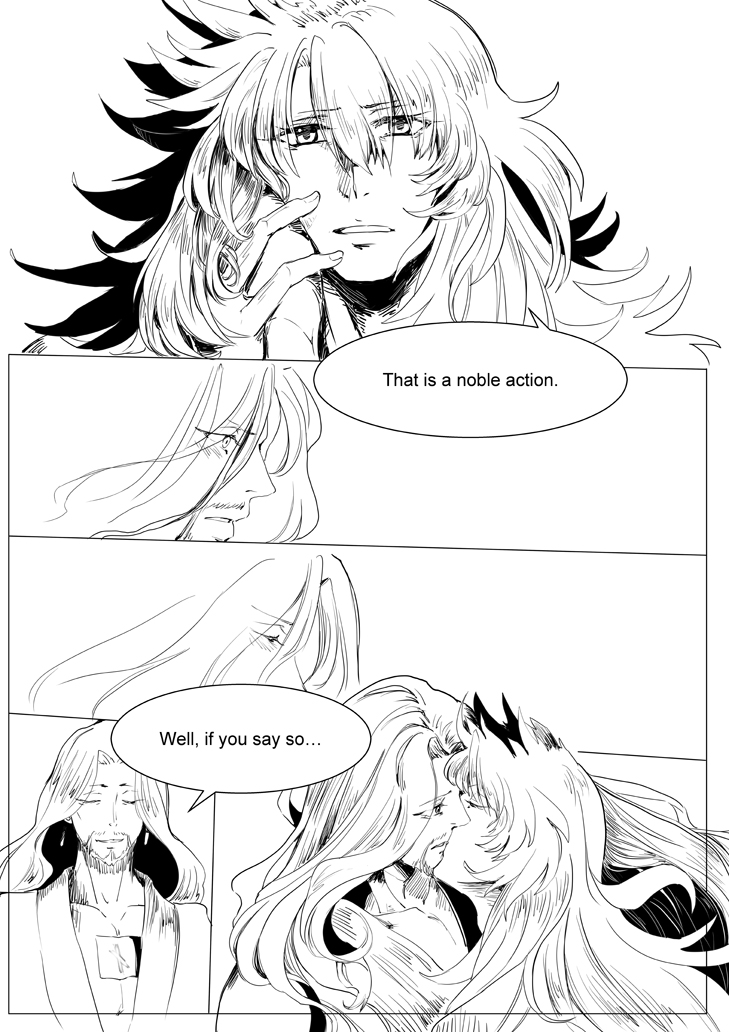 That is a noble action.
Well, if you say so…